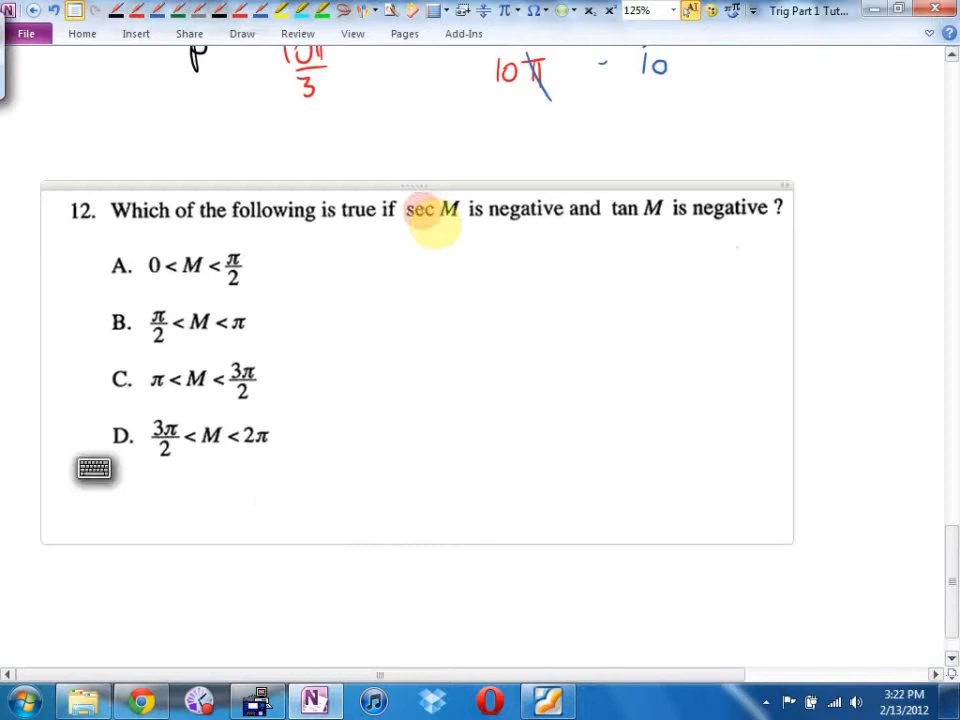 125%
Trig Part 1 Tut...
File Home Insert Share Draw Review View Pages Add-Ins
10π
3
10π - 10
12. Which of the following is true if sec M is negative and tan M is negative ?
A. 0 < M < π/2
B. π/2 < M < π
C. π < M < 3π/2
D. 3π/2 < M < 2π
3:22 PM
2/13/2012